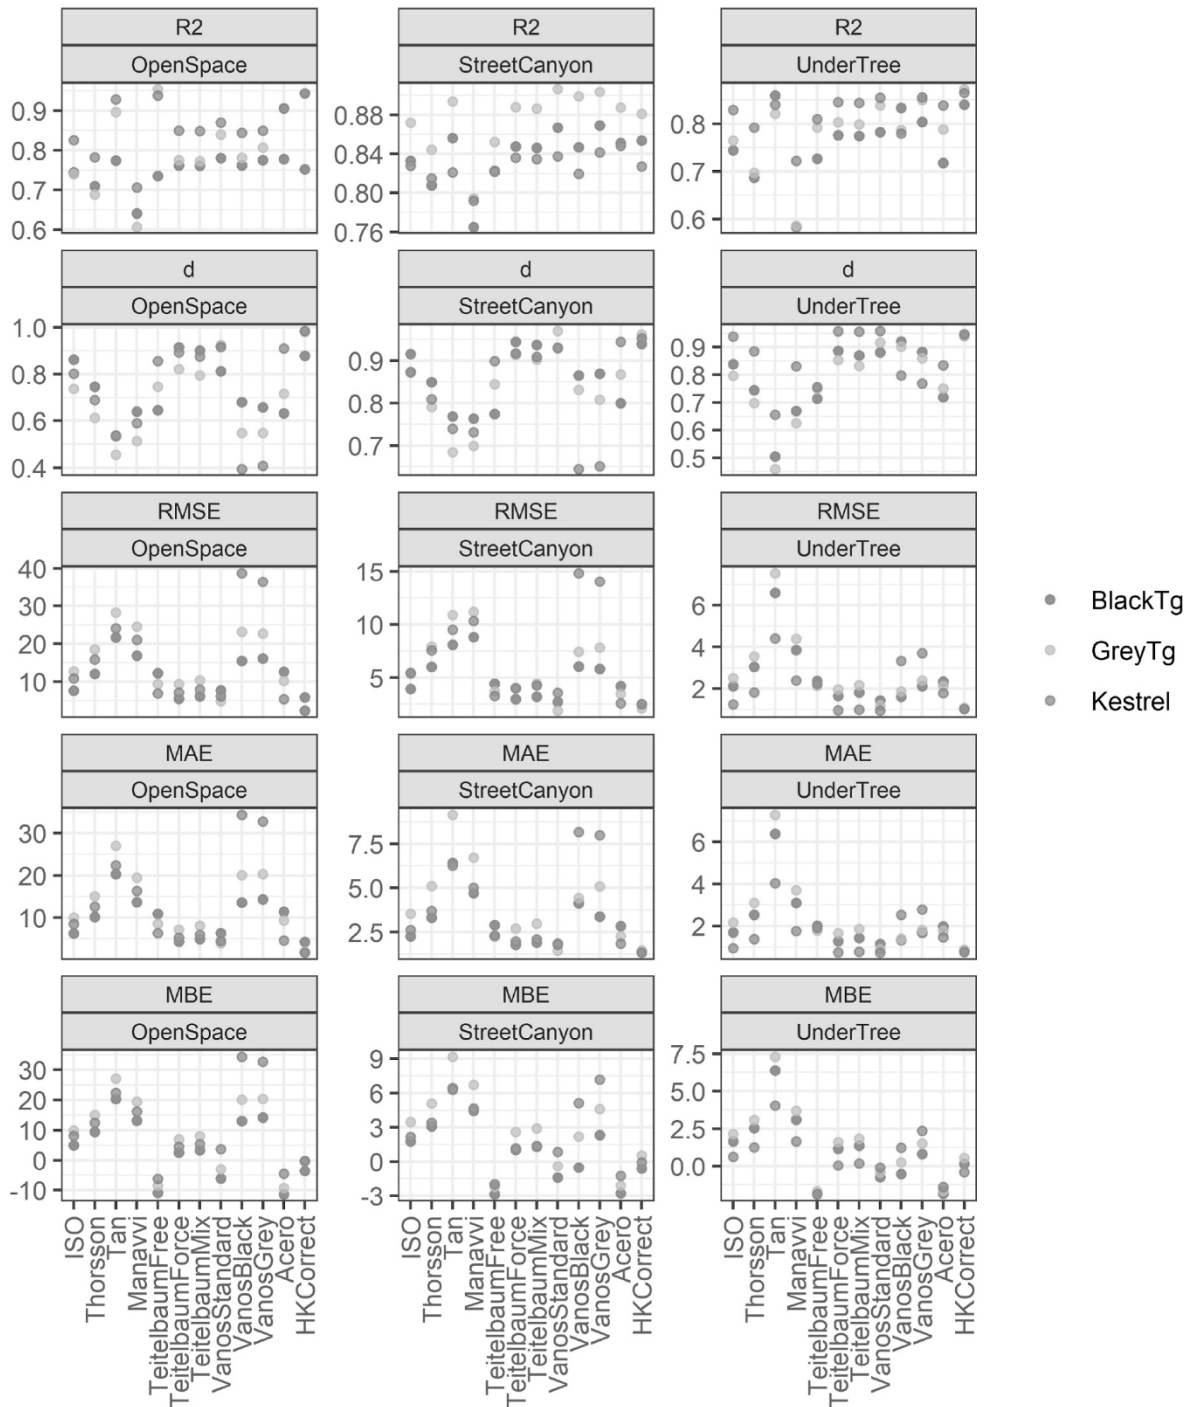 R2
OpenSpace
0.9
0.8
0.7
0.6
R2
StreetCanyon
0.88
0.84
0.80
0.76
R2
UnderTree
0.8
0.7
0.6
d
OpenSpace
1.0
0.8
0.6
0.4
d
StreetCanyon
0.9
0.8
0.7
d
UnderTree
0.9
0.8
0.7
0.6
0.5
RMSE
OpenSpace
40
30
20
10
RMSE
StreetCanyon
15
10
5
RMSE
UnderTree
6
4
2
MAE
OpenSpace
30
20
10
MAE
StreetCanyon
7.5
5.0
2.5
MAE
UnderTree
6
4
2
MBE
OpenSpace
30
20
10
0
-10
MBE
StreetCanyon
9
6
3
0
-3
MBE
UnderTree
7.5
5.0
2.5
0.0
ISO
Thorsson
Tan
Manavvi
TeitelbaumFree
TeitelbaumForce
TeitelbaumMix
VanosStandard
VanosBlack
VanosGrey
Acero
HKCorrect
ISO
Thorsson
Tan
Manavvi
TeitelbaumFree
TeitelbaumForce
TeitelbaumMix
VanosStandard
VanosBlack
VanosGrey
Acero
HKCorrect
ISO
Thorsson
Tan
Manavvi
TeitelbaumFree
TeitelbaumForce
TeitelbaumMix
VanosStandard
VanosBlack
VanosGrey
Acero
HKCorrect
BlackTg
GreyTg
Kestrel